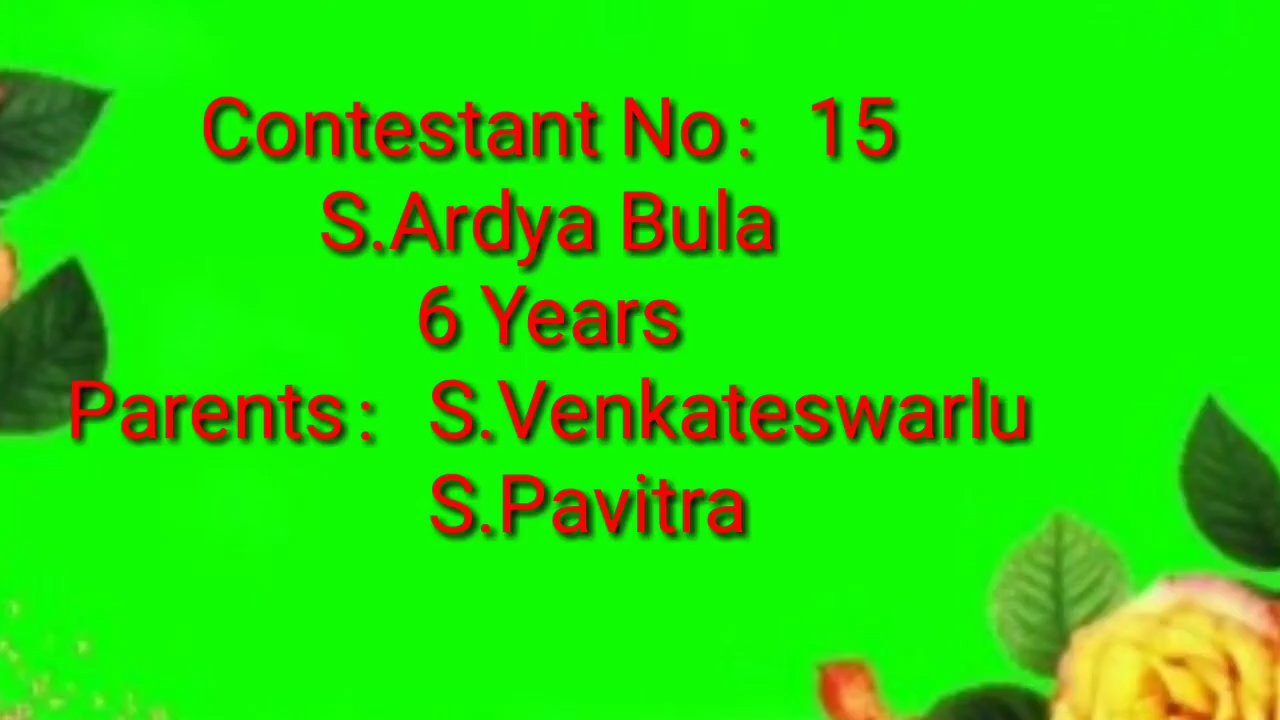 Contestant No: 15
S.Ardya Bula
6 Years
Parents: S.Venkateswarlu
S.Pavitra